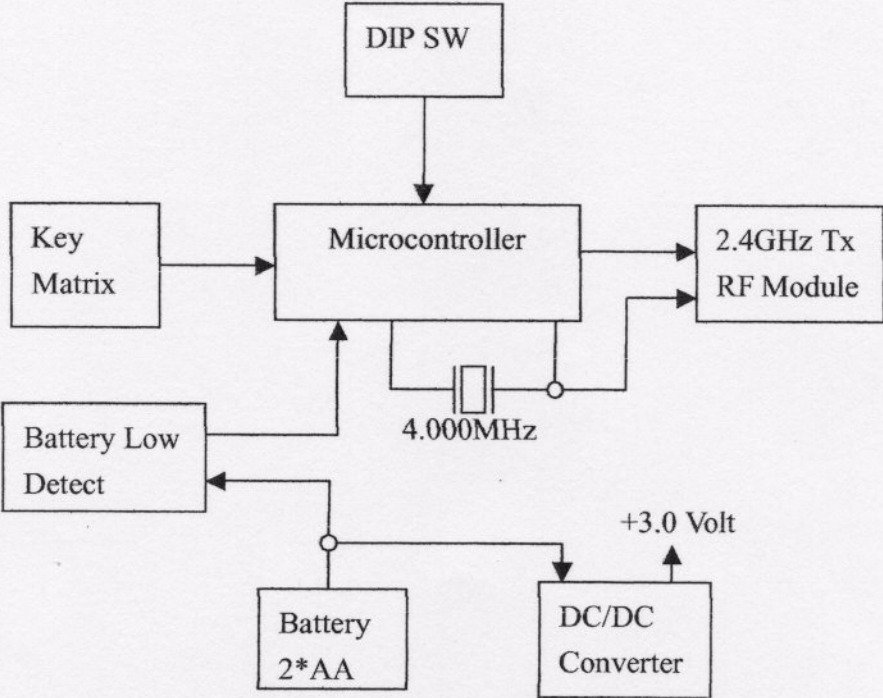 DIP SW
Key
Matrix
Microcontroller
2.4GHz Tx
RF Module
4.000MHz
Battery Low
Detect
+3.0 Volt
Battery
2*AA
DC/DC
Converter